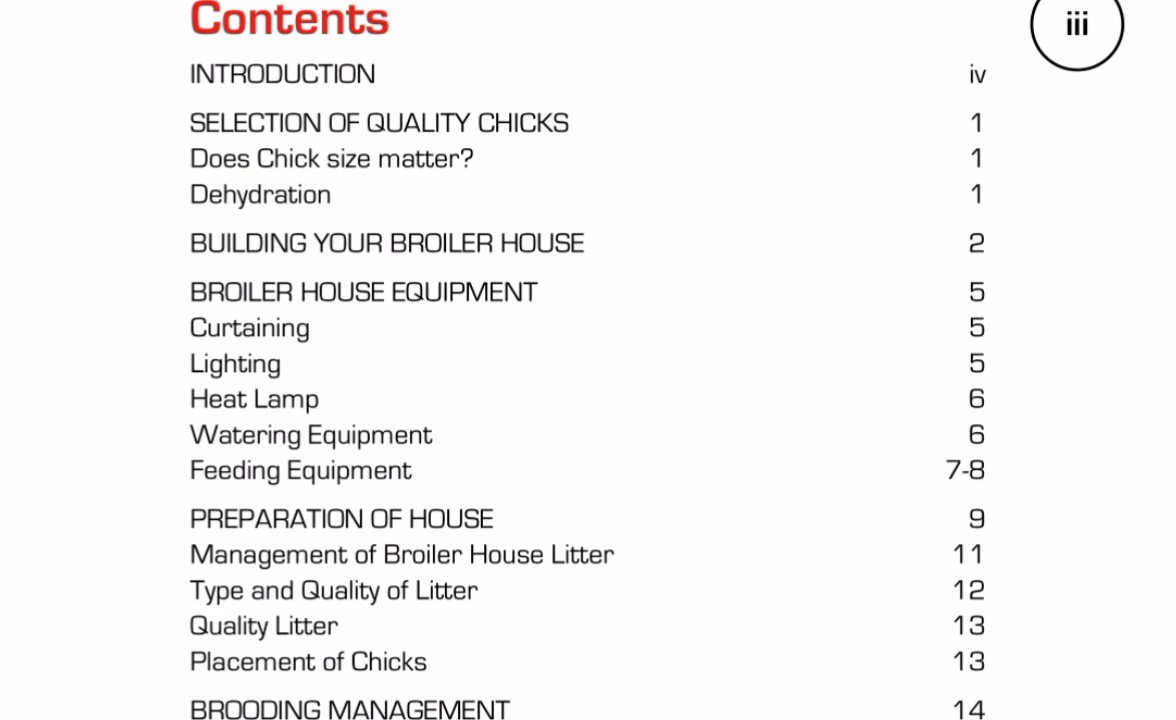 Contents
iii
INTRODUCTION iv
SELECTION OF QUALITY CHICKS 1
Does Chick size matter? 1
Dehydration 1
BUILDING YOUR BROILER HOUSE 2
BROILER HOUSE EQUIPMENT 5
Curtaining 5
Lighting 5
Heat Lamp 6
Watering Equipment 6
Feeding Equipment 7-8
PREPARATION OF HOUSE 9
Management of Broiler House Litter 11
Type and Quality of Litter 12
Quality Litter 13
Placement of Chicks 13
BROODING MANAGEMENT 14